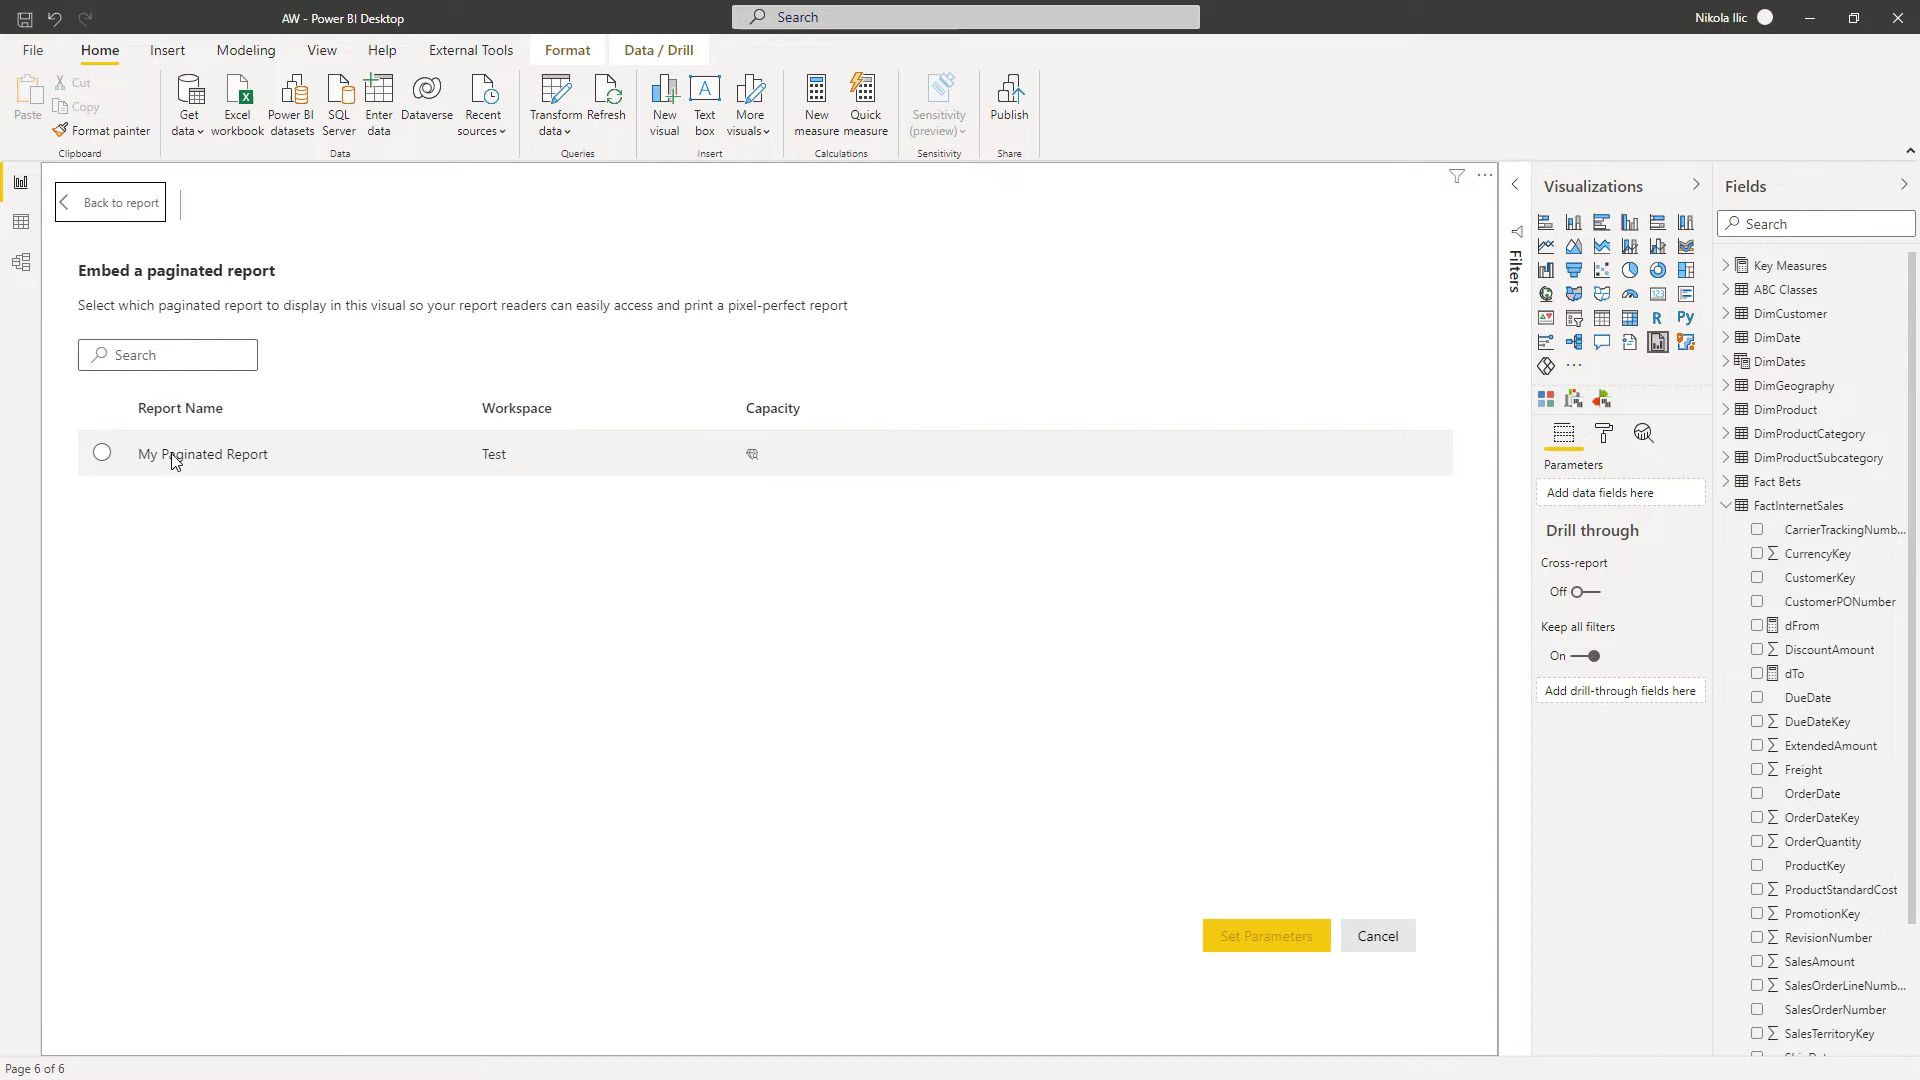 AW - Power BI Desktop
Search
Nikola Ilic
File
Home
Insert
Modeling
View
Help
External Tools
Format
Data / Drill
Paste
Cut
Copy
Format painter
Clipboard
Get
data
Excel
workbook
Power BI
datasets
SQL
Server
Enter
data
Dataverse
Recent
sources
Data
Transform
data
Refresh
Queries
New
visual
Text
box
More
visuals
Insert
New
measure
Quick
measure
Calculations
Sensitivity
(preview)
Sensitivity
Publish
Share
Back to report
Embed a paginated report
Select which paginated report to display in this visual so your report readers can easily access and print a pixel-perfect report
Search
Report Name
Workspace
Capacity
My Paginated Report
Test
Set Parameters
Cancel
Filters
Visualizations
R
Py
123
Parameters
Add data fields here
Drill through
Cross-report
Off
Keep all filters
On
Add drill-through fields here
Fields
Search
Key Measures
ABC Classes
DimCustomer
DimDate
DimDates
DimGeography
DimProduct
DimProductCategory
DimProductSubcategory
Fact Bets
FactInternetSales
CarrierTrackingNumb...
CurrencyKey
CustomerKey
CustomerPONumber
dFrom
DiscountAmount
dTo
DueDate
DueDateKey
ExtendedAmount
Freight
OrderDate
OrderDateKey
OrderQuantity
ProductKey
ProductStandardCost
PromotionKey
RevisionNumber
SalesAmount
SalesOrderLineNumb...
SalesOrderNumber
SalesTerritoryKey
Page 6 of 6